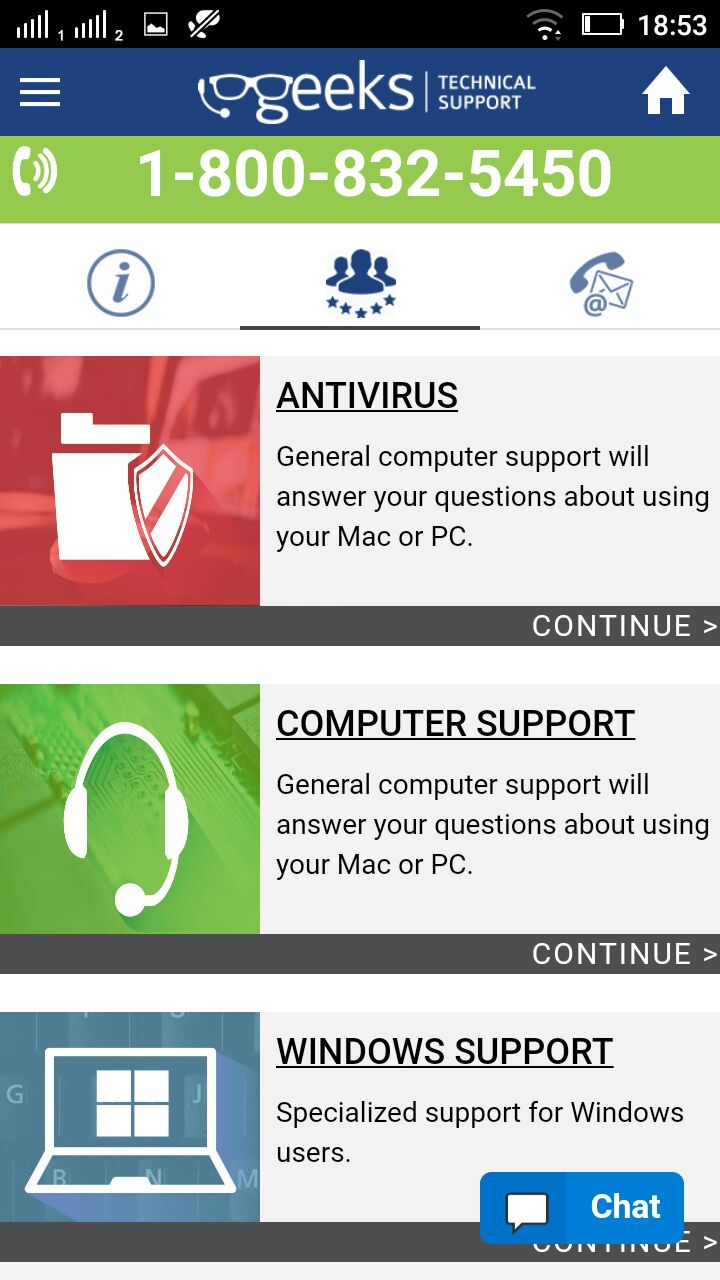 1 2 18:53
geeks TECHNICAL SUPPORT
1-800-832-5450
ANTIVIRUS
General computer support will
answer your questions about using
your Mac or PC.
CONTINUE >
COMPUTER SUPPORT
General computer support will
answer your questions about using
your Mac or PC.
CONTINUE >
G J
B N M
WINDOWS SUPPORT
Specialized support for Windows
users.
Chat
CONTINUE >